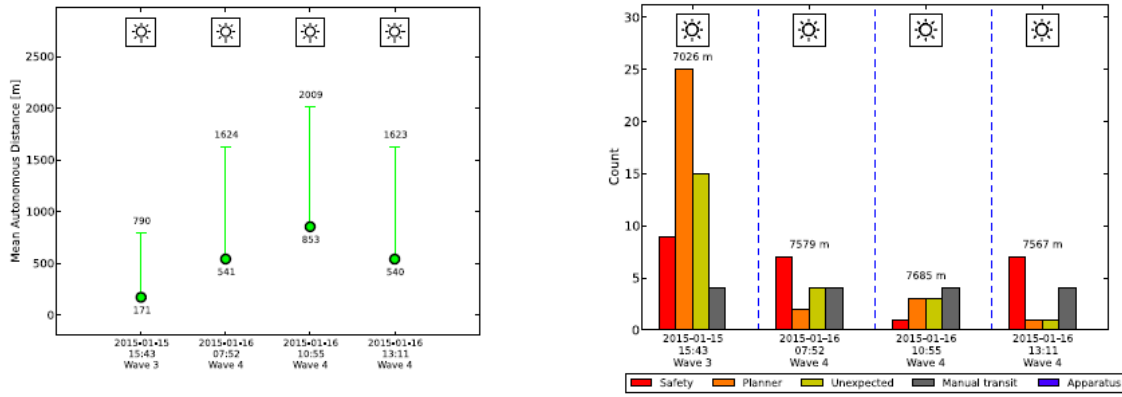 Mean Autonomous Distance [m]
2500
2000
1500
1000
500
0
790
171
1624
541
2009
853
1623
540
2015-01-15
15:43
Wave 3
2015-01-16
07:52
Wave 4
2015-01-16
10:55
Wave 4
2015-01-16
13:11
Wave 4
Count
30
25
20
15
10
5
0
7026 m
7579 m
7685 m
7567 m
2015-01-15
15:43
Wave 3
2015-01-16
07:52
Wave 4
2015-01-16
10:55
Wave 4
2015-01-16
13:11
Wave 4
Safety Planner Unexpected Manual transit Apparatus